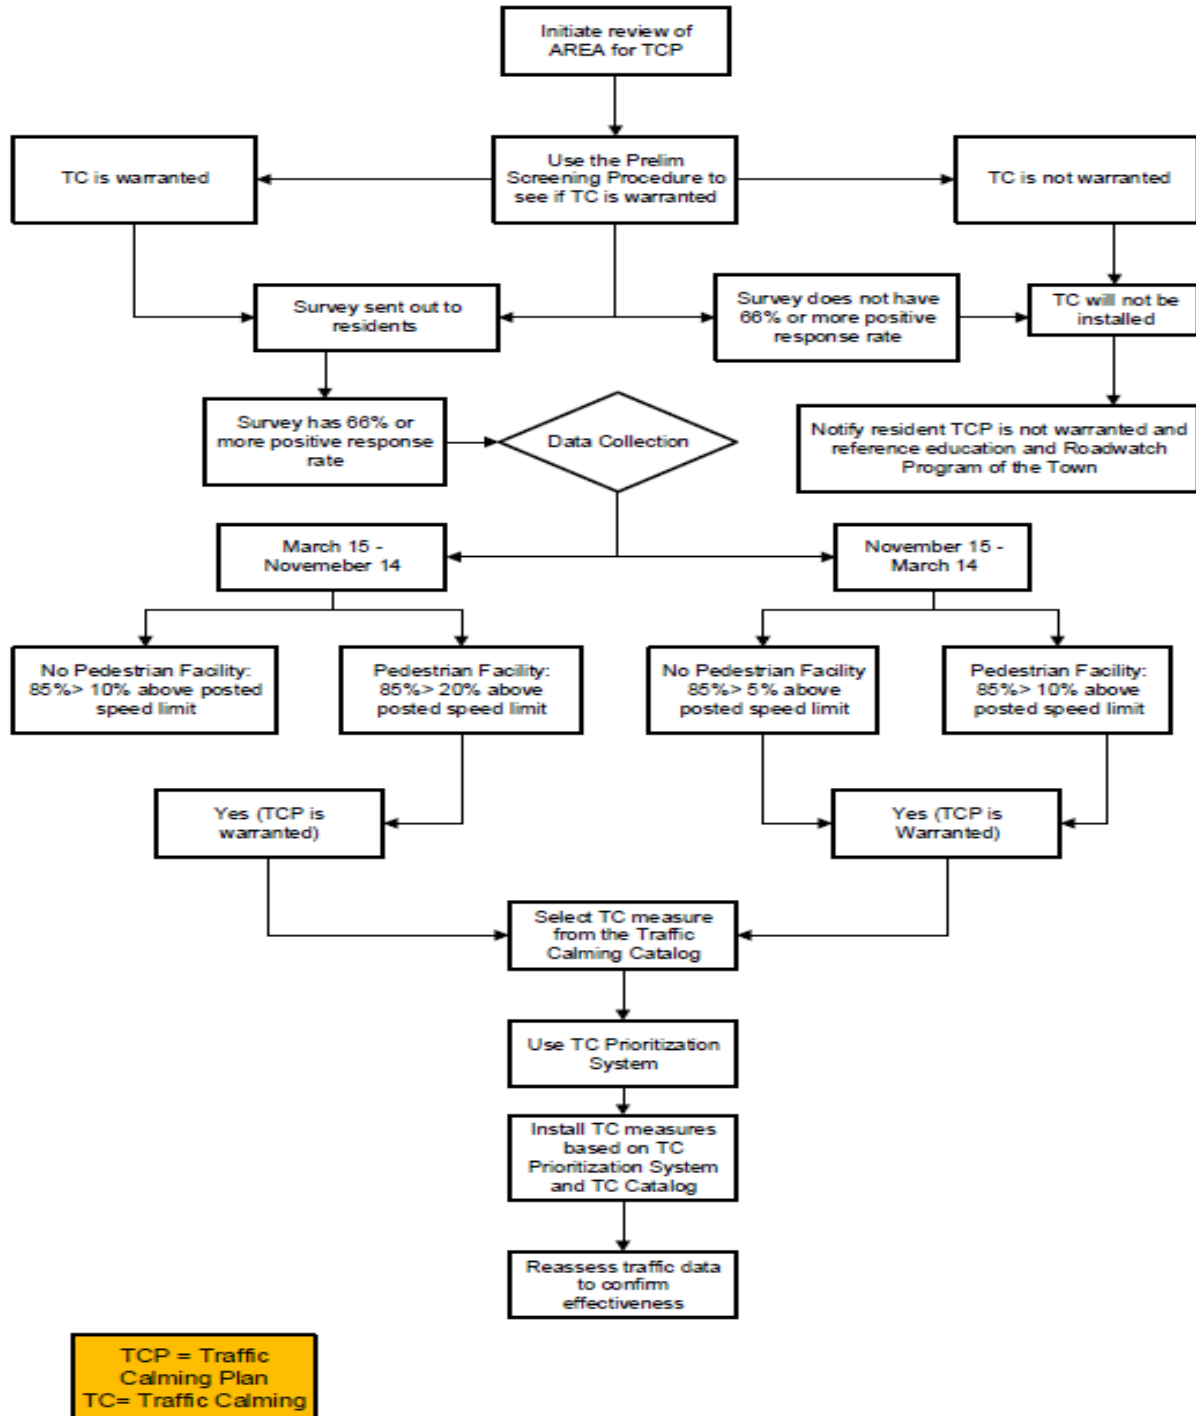 Initiate review of
AREA for TCP
TC is warranted
Use the Prelim
Screening Procedure to
see if TC is warranted
TC is not warranted
Survey sent out to
residents
Survey does not have
66% or more positive
response rate
TC will not be
installed
Survey has 66% or
more positive response
rate
Data Collection
Notify resident TCP is not warranted and
reference education and Roadwatch
Program of the Town
March 15 -
Novemeber 14
November 15 -
March 14
No Pedestrian Facility:
85%> 10% above posted
speed limit
Pedestrian Facility:
85%> 20% above
posted speed limit
No Pedestrian Facility
85%> 5% above
posted speed limit
Pedestrian Facility:
85%> 10% above
posted speed limit
Yes (TCP is
warranted)
Yes (TCP is
Warranted)
Select TC measure
from the Traffic
Calming Catalog
Use TC Prioritization
System
Install TC measures
based on TC
Prioritization System
and TC Catalog
Reassess traffic data
to confirm
effectiveness
TCP = Traffic
Calming Plan
TC= Traffic Calming